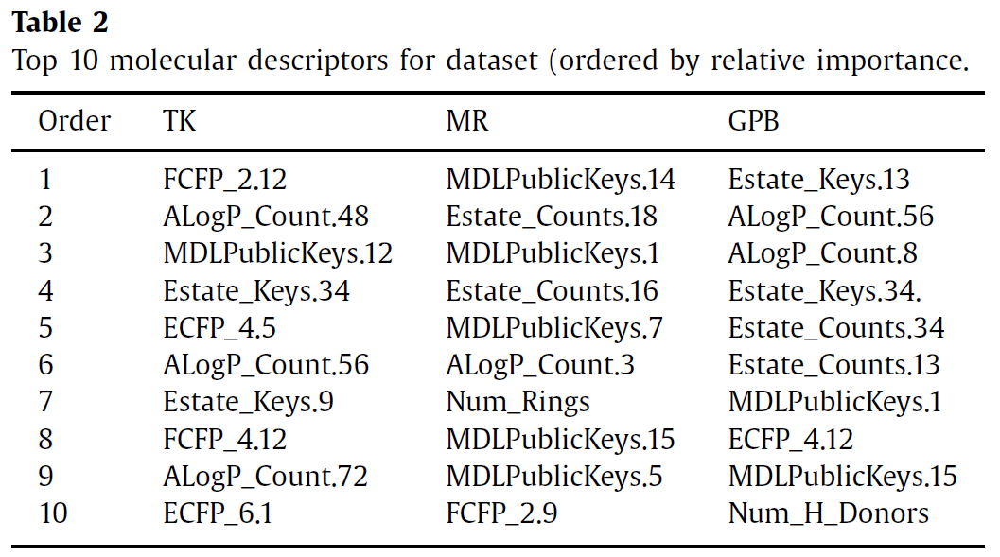 Table 2
Top 10 molecular descriptors for dataset (ordered by relative importance.
Order TK MR GPB
1 FCFP_2.12 MDLPublicKeys.14 Estate_Keys.13
2 ALogP_Count.48 Estate_Counts.18 ALogP_Count.56
3 MDLPublicKeys.12 MDLPublicKeys.1 ALogP_Count.8
4 Estate_Keys.34 Estate_Counts.16 Estate_Keys.34.
5 ECFP_4.5 MDLPublicKeys.7 Estate_Counts.34
6 ALogP_Count.56 ALogP_Count.3 Estate_Counts.13
7 Estate_Keys.9 Num_Rings MDLPublicKeys.1
8 FCFP_4.12 MDLPublicKeys.15 ECFP_4.12
9 ALogP_Count.72 MDLPublicKeys.5 MDLPublicKeys.15
10 ECFP_6.1 FCFP_2.9 Num_H_Donors